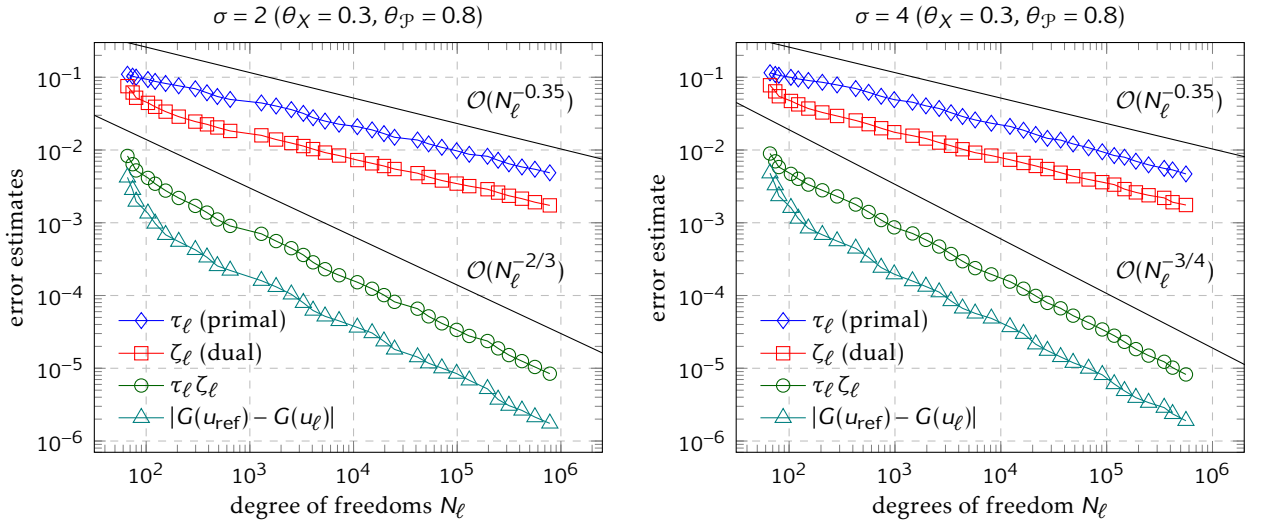 σ = 2 (θ_X = 0.3, θ_𝒫 = 0.8)
error estimates
10^{−1}
10^{−2}
10^{−3}
10^{−4}
10^{−5}
10^{−6}
𝒪(N_ℓ^{−0.35})
𝒪(N_ℓ^{−2/3})
τ_ℓ (primal)
ζ_ℓ (dual)
τ_ℓ ζ_ℓ
|G(u_ref) − G(u_ℓ)|
10^2
10^3
10^4
10^5
10^6
degree of freedoms N_ℓ
σ = 4 (θ_X = 0.3, θ_𝒫 = 0.8)
error estimate
10^{−1}
10^{−2}
10^{−3}
10^{−4}
10^{−5}
10^{−6}
𝒪(N_ℓ^{−0.35})
𝒪(N_ℓ^{−3/4})
τ_ℓ (primal)
ζ_ℓ (dual)
τ_ℓ ζ_ℓ
|G(u_ref) − G(u_ℓ)|
10^2
10^3
10^4
10^5
10^6
degrees of freedom N_ℓ